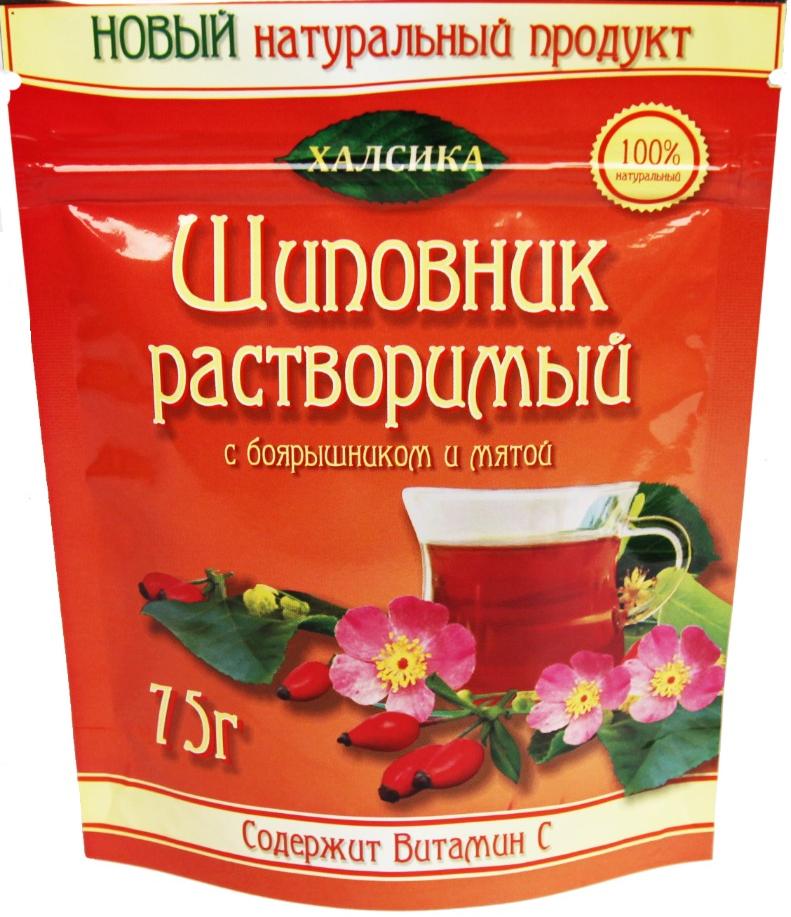 НОВЫЙ натуральный продукт
ХАЛСИКА
100%
натуральный
Шиповник
растворимый
с боярышником и мятой
75г
Содержит Витамин С